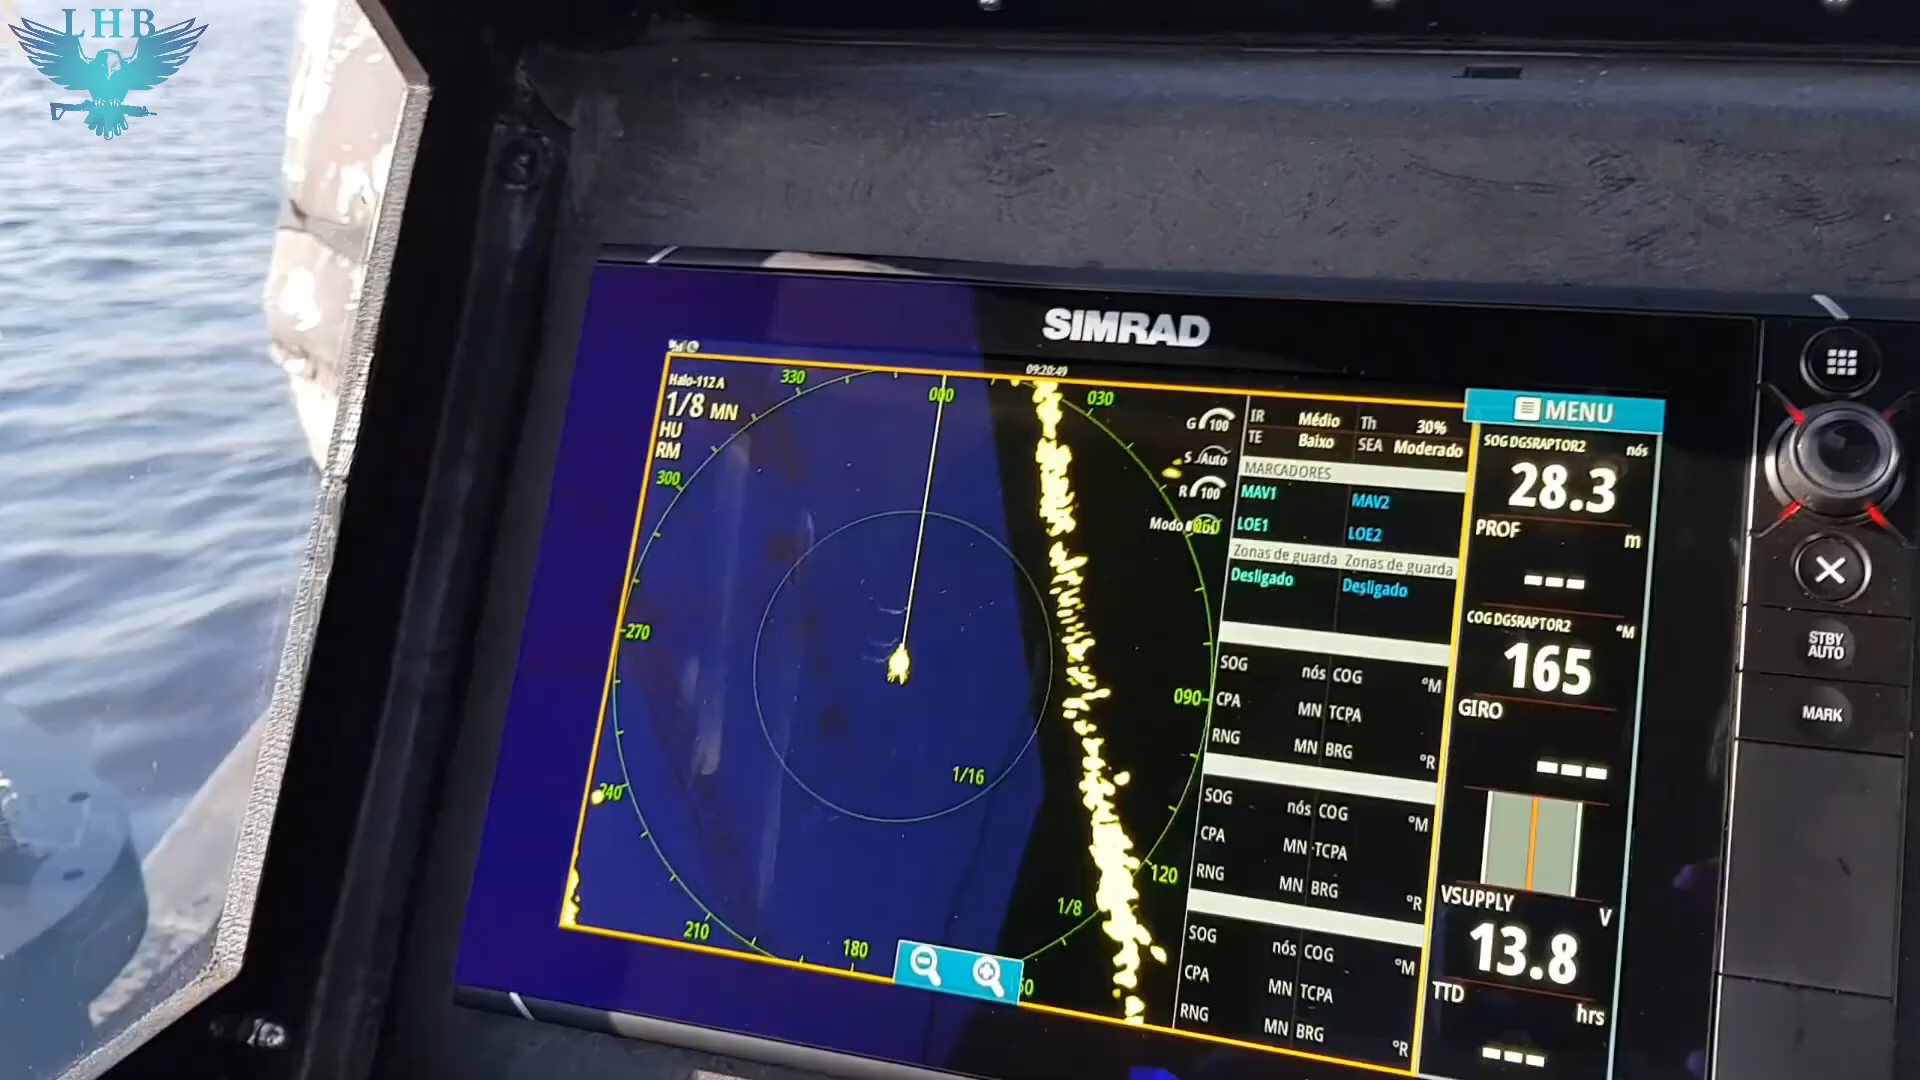 LHB
SIMRAD
09:20:49
Halo-112 A
1/8 MN
HU
RM
330
000
030
300
060
270
090
240
120
210
180
1/16
1/8
G 100
S Auto
R 100
Modo
IR Médio Th 30%
TE Baixo SEA Moderado
MARCADORES
MAV1 MAV2
LOE1 LOE2
Zonas de guarda Zonas de guarda
Desligado Desligado
SOG nós COG °M
CPA MN TCPA
RNG MN BRG °R
SOG nós COG °M
CPA MN TCPA
RNG MN BRG °R
SOG nós COG °M
CPA MN TCPA
RNG MN BRG °R
MENU
SOG DGSRAPTOR2 nós
28.3
PROF m
---
COG DGSRAPTOR2 °M
165
GIRO
---
VSUPPLY V
13.8
TTD hrs
---
STBY
AUTO
MARK